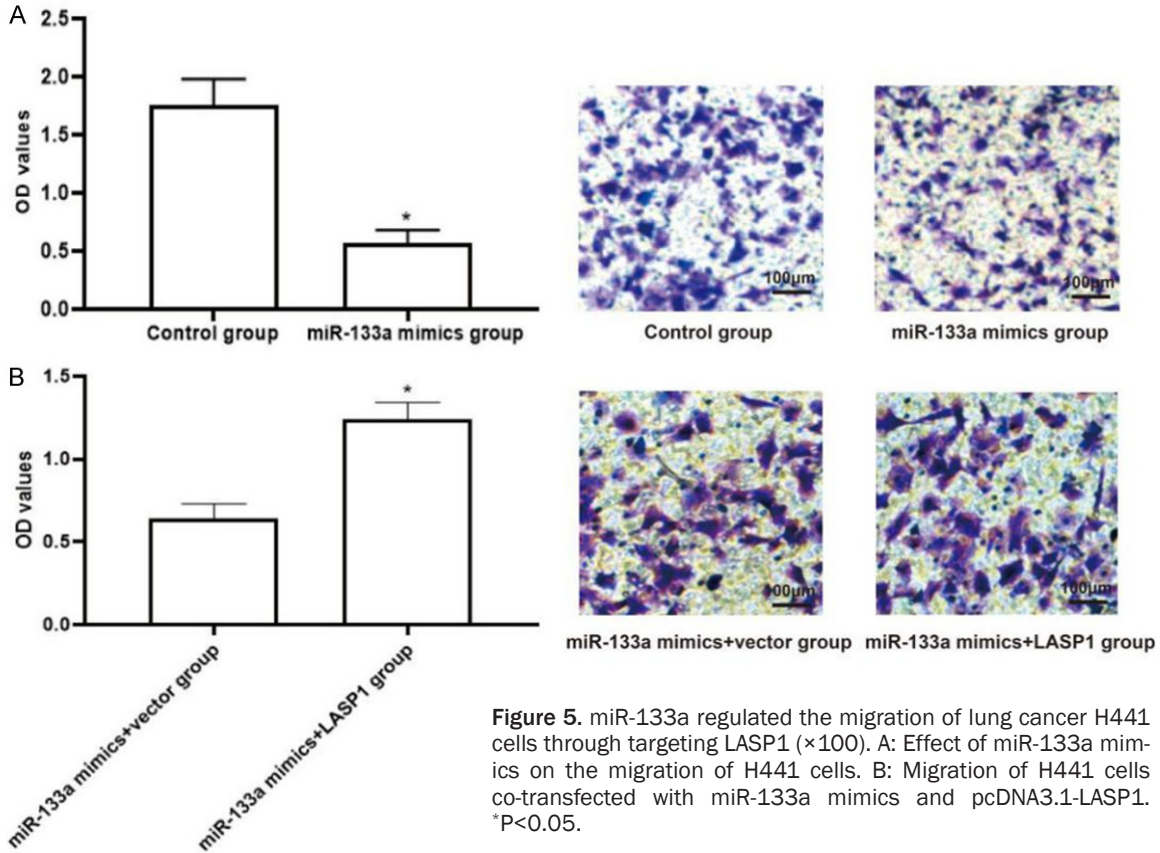 A
OD values
2.5
2.0
1.5
1.0
0.5
0.0
*
Control group
miR-133a mimics group
100μm
Control group
100μm
miR-133a mimics group
B
OD values
1.5
1.0
0.5
0.0
*
miR-133a mimics+vector group
miR-133a mimics+LASP1 group
100μm
miR-133a mimics+vector group
100μm
miR-133a mimics+LASP1 group
Figure 5. miR-133a regulated the migration of lung cancer H441
cells through targeting LASP1 (×100). A: Effect of miR-133a mim-
ics on the migration of H441 cells. B: Migration of H441 cells
co-transfected with miR-133a mimics and pcDNA3.1-LASP1.
*P<0.05.